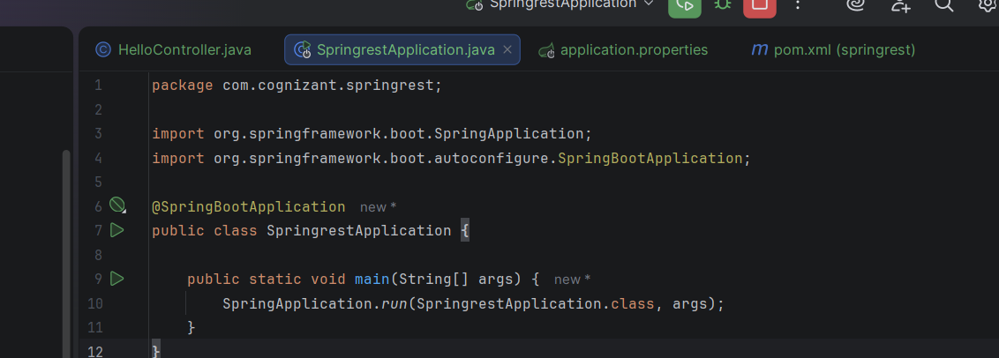 SpringrestApplication
HelloController.java
SpringrestApplication.java
application.properties
pom.xml (springrest)
1 package com.cognizant.springrest;
2
3 import org.springframework.boot.SpringApplication;
4 import org.springframework.boot.autoconfigure.SpringBootApplication;
5
6 @SpringBootApplication new *
7 public class SpringrestApplication {
8
9 public static void main(String[] args) { new *
10 SpringApplication.run(SpringrestApplication.class, args);
11 }
12 }